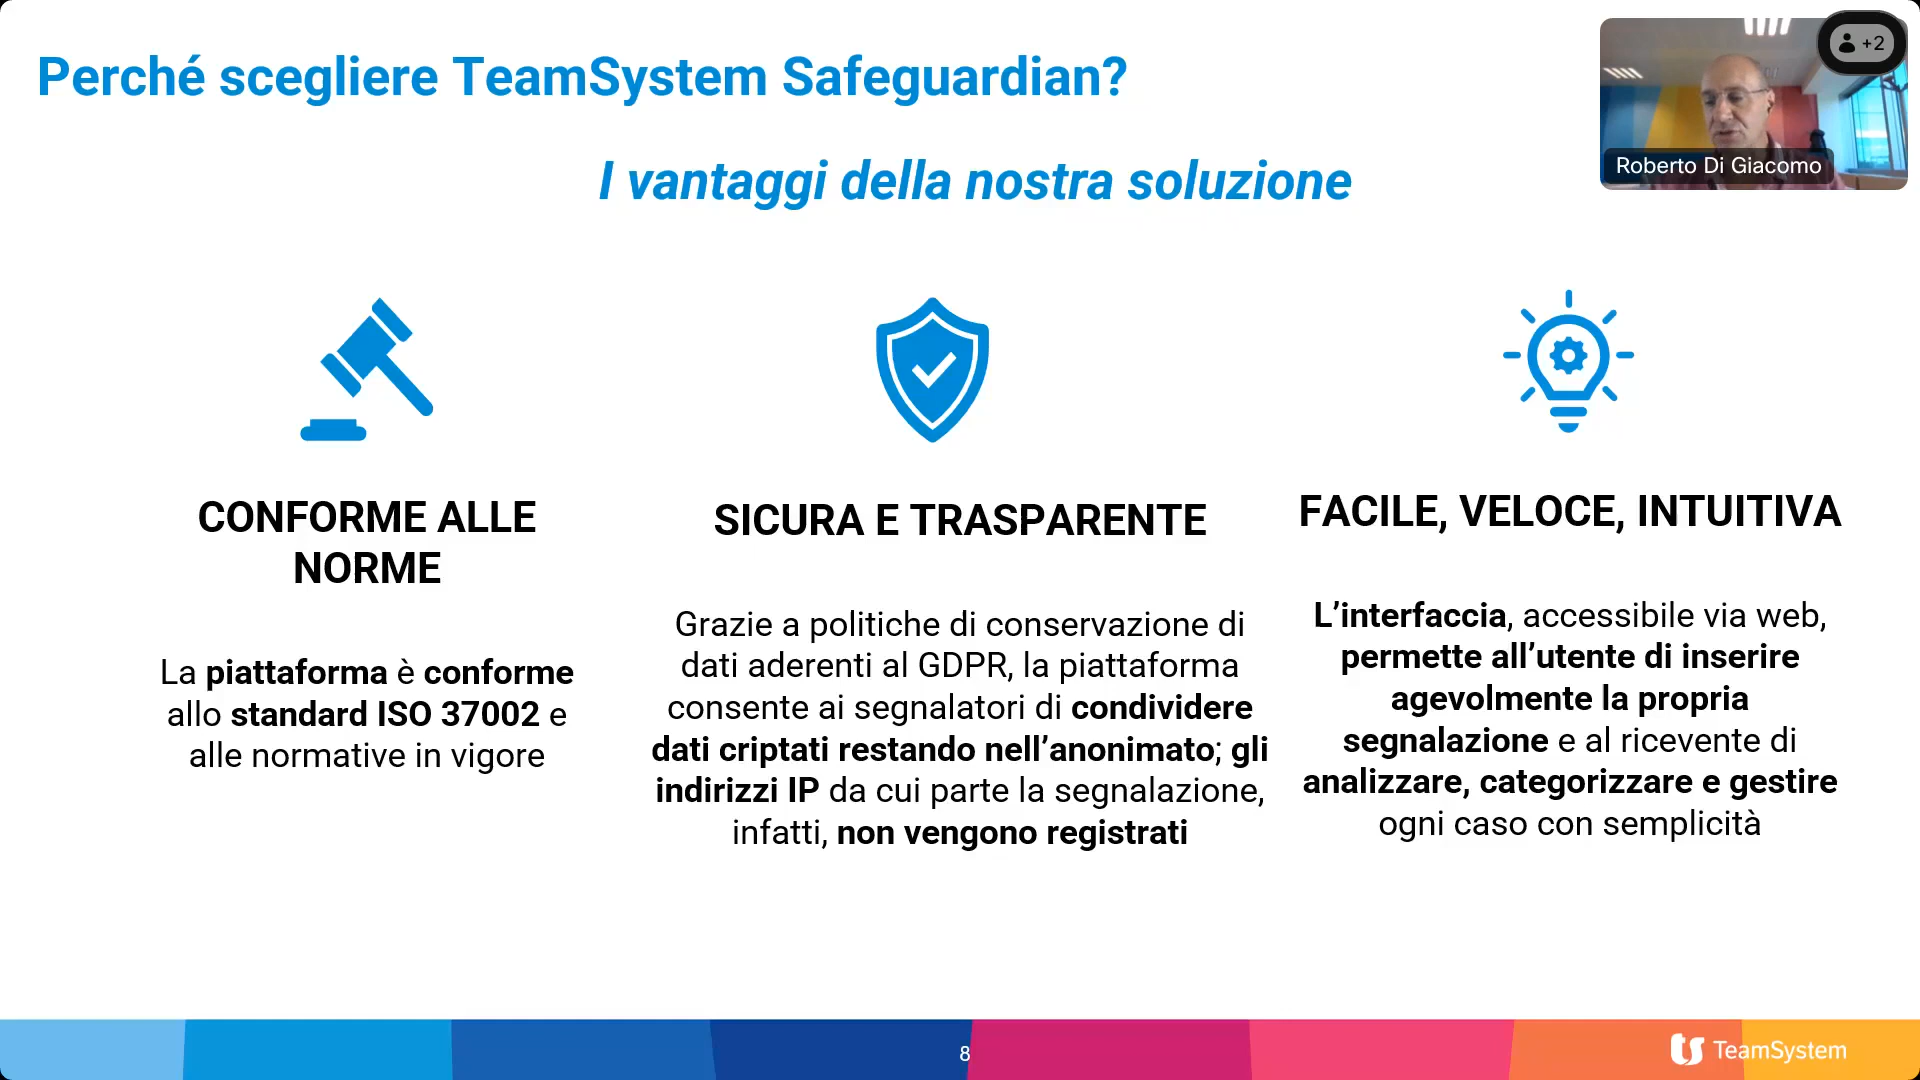 Perché scegliere TeamSystem Safeguardian?
+2
Roberto Di Giacomo
I vantaggi della nostra soluzione
CONFORME ALLE
NORME
La piattaforma è conforme
allo standard ISO 37002 e
alle normative in vigore
SICURA E TRASPARENTE
Grazie a politiche di conservazione di
dati aderenti al GDPR, la piattaforma
consente ai segnalatori di condividere
dati criptati restando nell’anonimato; gli
indirizzi IP da cui parte la segnalazione,
infatti, non vengono registrati
FACILE, VELOCE, INTUITIVA
L’interfaccia, accessibile via web,
permette all’utente di inserire
agevolmente la propria
segnalazione e al ricevente di
analizzare, categorizzare e gestire
ogni caso con semplicità
8
TeamSystem